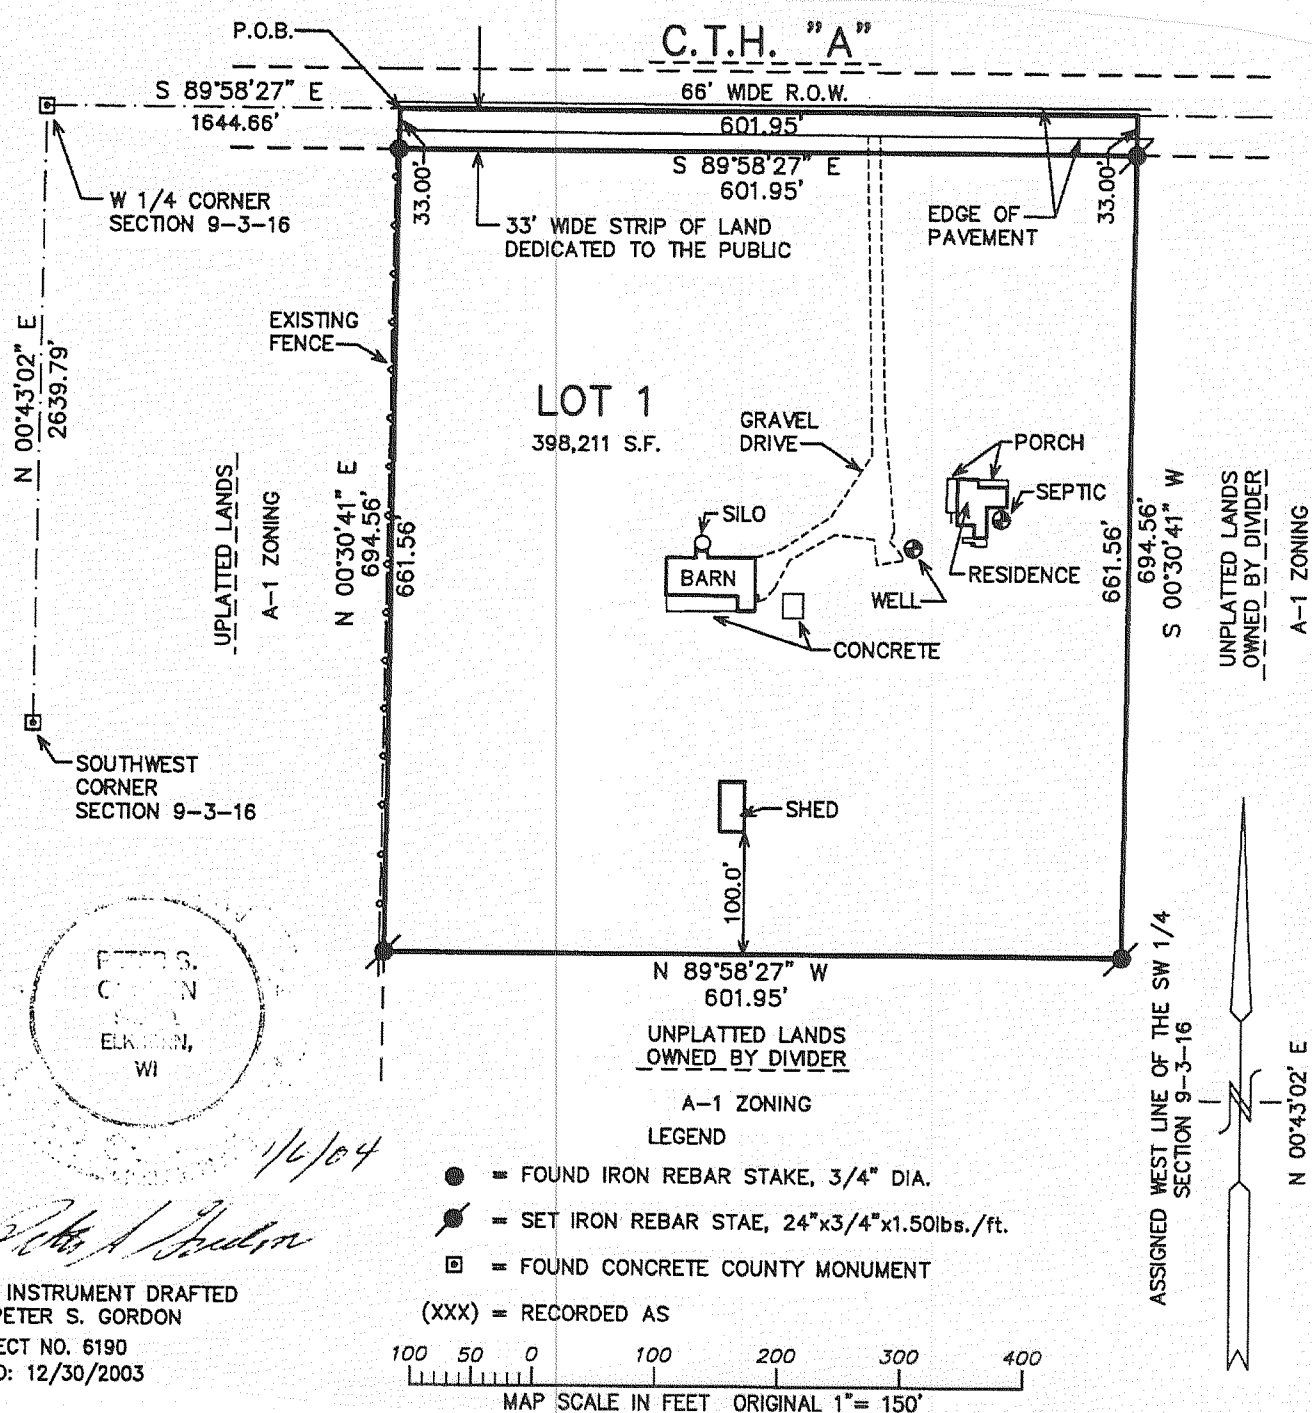 P.O.B.
C.T.H. "A"
S 89°58'27" E
1644.66'
66' WIDE R.O.W.
601.95'
S 89°58'27" E
601.95'
33.00'
33.00'
W 1/4 CORNER
SECTION 9-3-16
33' WIDE STRIP OF LAND
DEDICATED TO THE PUBLIC
EDGE OF
PAVEMENT
N 00°43'02" E
2639.79'
EXISTING
FENCE
LOT 1
398,211 S.F.
GRAVEL
DRIVE
PORCH
SEPTIC
SILO
BARN
RESIDENCE
WELL
CONCRETE
UPLATTED LANDS
A-1 ZONING
N 00°30'41" E
694.56'
661.56'
661.56'
694.56'
S 00°30'41" W
UNPLATTED LANDS
OWNED BY DIVIDER
A-1 ZONING
SOUTHWEST
CORNER
SECTION 9-3-16
SHED
100.0'
N 89°58'27" W
601.95'
UNPLATTED LANDS
OWNED BY DIVIDER
A-1 ZONING
ASSIGNED WEST LINE OF THE SW 1/4
SECTION 9-3-16
N 00°43'02' E
PETER S.
WI
1/6/04
LEGEND
● = FOUND IRON REBAR STAKE, 3/4" DIA.
= SET IRON REBAR STAE, 24"x3/4"x1.50lbs./ft.
= FOUND CONCRETE COUNTY MONUMENT
(XXX) = RECORDED AS
INSTRUMENT DRAFTED
PETER S. GORDON
ECT NO. 6190
D: 12/30/2003
100 50 0 100 200 300 400
MAP SCALE IN FEET ORIGINAL 1"= 150'